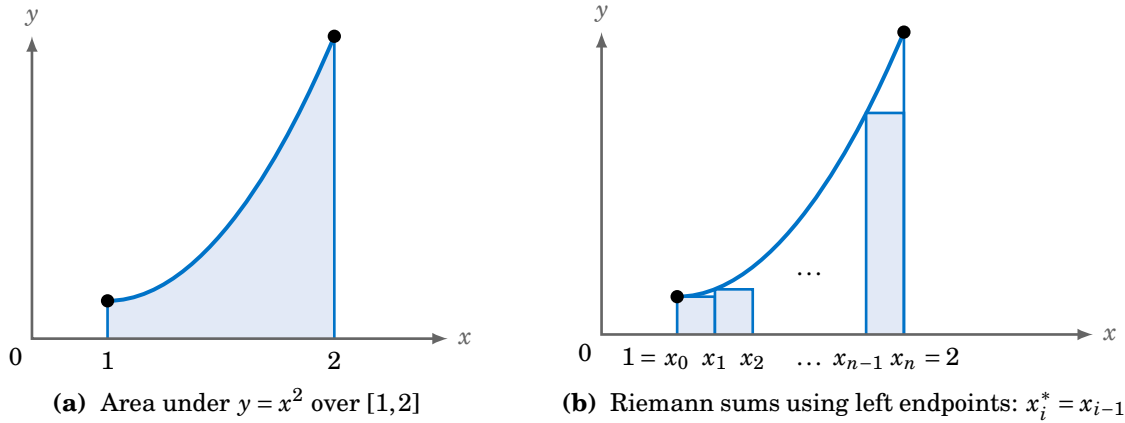 y
x
0
1
2
(a) Area under y = x² over [1,2]
y
x
...
0
1 = x₀ x₁ x₂ ... xₙ₋₁ xₙ = 2
(b) Riemann sums using left endpoints: xᵢ* = xᵢ₋₁